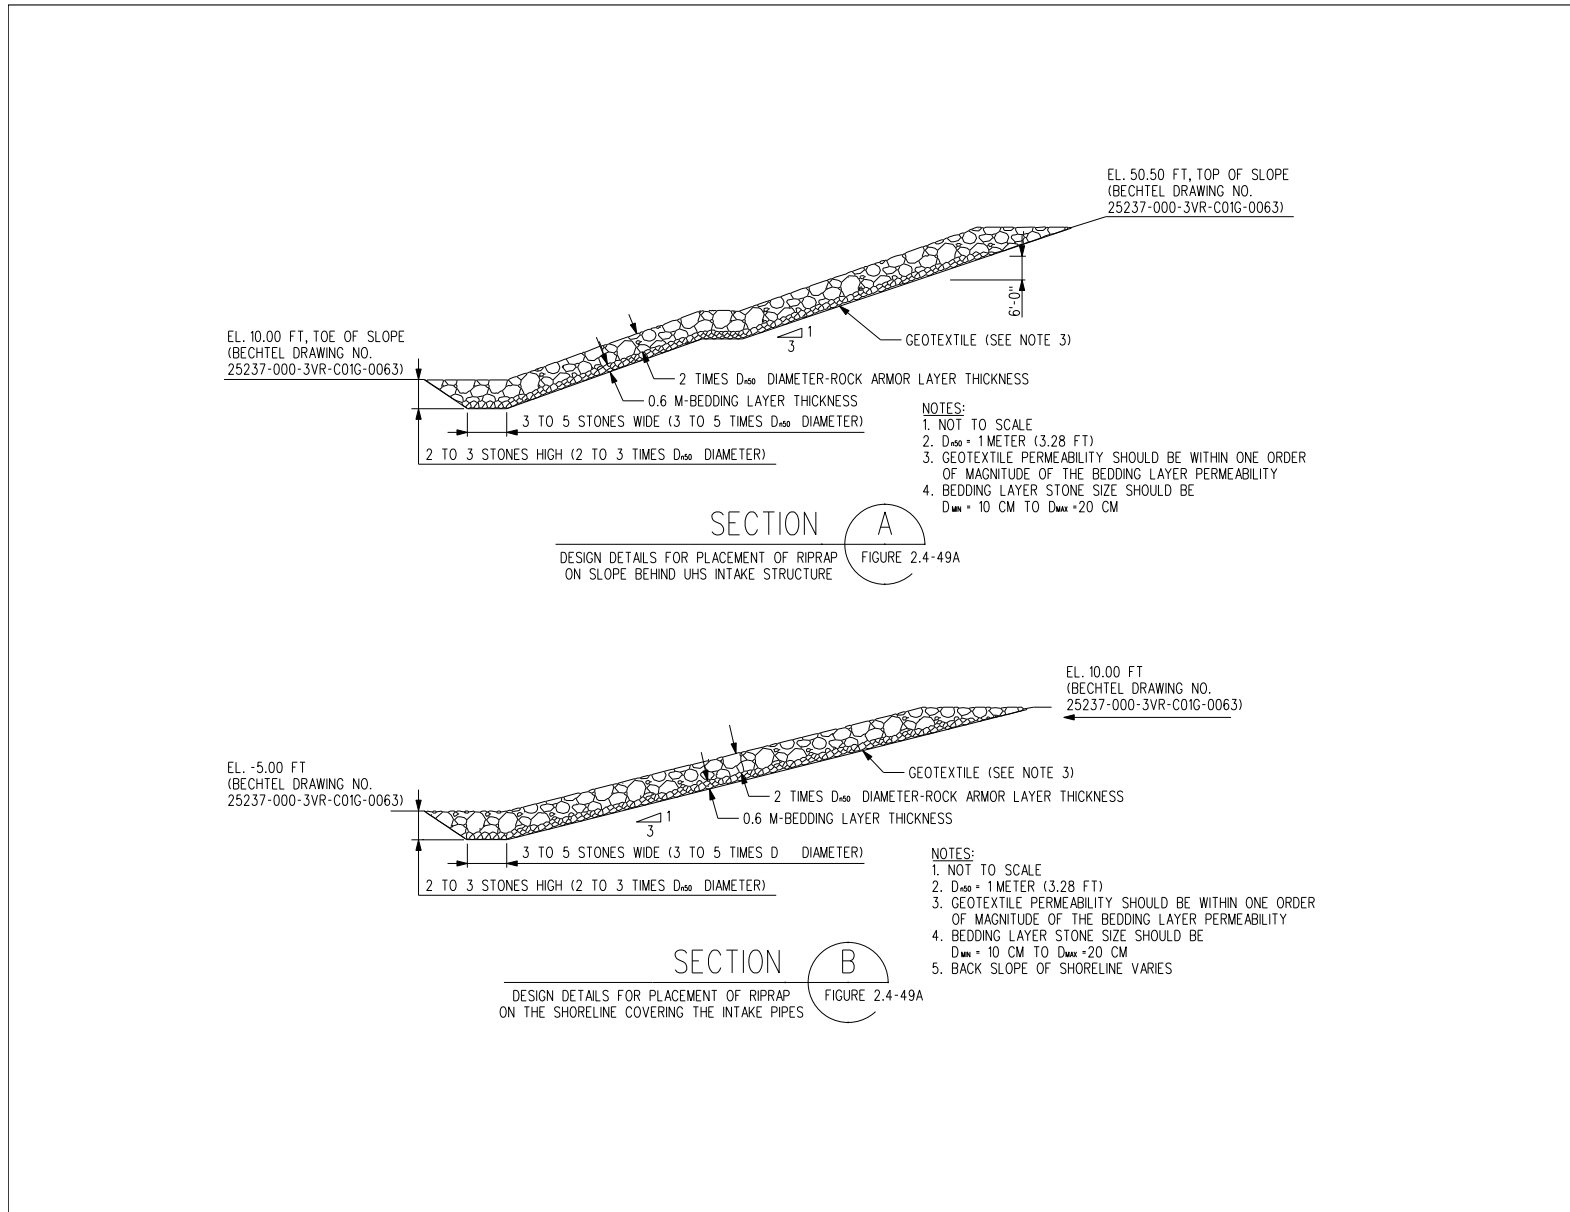 EL. 50.50 FT, TOP OF SLOPE
(BECHTEL DRAWING NO.
25237-000-3VR-C01G-0063)
6'-0"
EL. 10.00 FT, TOE OF SLOPE
(BECHTEL DRAWING NO.
25237-000-3VR-C01G-0063)
1
3
GEOTEXTILE (SEE NOTE 3)
2 TIMES Dn50 DIAMETER-ROCK ARMOR LAYER THICKNESS
0.6 M-BEDDING LAYER THICKNESS
3 TO 5 STONES WIDE (3 TO 5 TIMES Dn50 DIAMETER)
2 TO 3 STONES HIGH (2 TO 3 TIMES Dn50 DIAMETER)
NOTES:
1. NOT TO SCALE
2. Dn50 = 1 METER (3.28 FT)
3. GEOTEXTILE PERMEABILITY SHOULD BE WITHIN ONE ORDER
OF MAGNITUDE OF THE BEDDING LAYER PERMEABILITY
4. BEDDING LAYER STONE SIZE SHOULD BE
DMIN = 10 CM TO DMAX =20 CM
SECTION A
DESIGN DETAILS FOR PLACEMENT OF RIPRAP
ON SLOPE BEHIND UHS INTAKE STRUCTURE
FIGURE 2.4-49A
EL. 10.00 FT
(BECHTEL DRAWING NO.
25237-000-3VR-C01G-0063)
EL. -5.00 FT
(BECHTEL DRAWING NO.
25237-000-3VR-C01G-0063)
GEOTEXTILE (SEE NOTE 3)
2 TIMES Dn50 DIAMETER-ROCK ARMOR LAYER THICKNESS
0.6 M-BEDDING LAYER THICKNESS
1
3
3 TO 5 STONES WIDE (3 TO 5 TIMES D DIAMETER)
2 TO 3 STONES HIGH (2 TO 3 TIMES Dn50 DIAMETER)
NOTES:
1. NOT TO SCALE
2. Dn50 = 1 METER (3.28 FT)
3. GEOTEXTILE PERMEABILITY SHOULD BE WITHIN ONE ORDER
OF MAGNITUDE OF THE BEDDING LAYER PERMEABILITY
4. BEDDING LAYER STONE SIZE SHOULD BE
DMIN = 10 CM TO DMAX =20 CM
5. BACK SLOPE OF SHORELINE VARIES
SECTION B
DESIGN DETAILS FOR PLACEMENT OF RIPRAP
ON THE SHORELINE COVERING THE INTAKE PIPES
FIGURE 2.4-49A